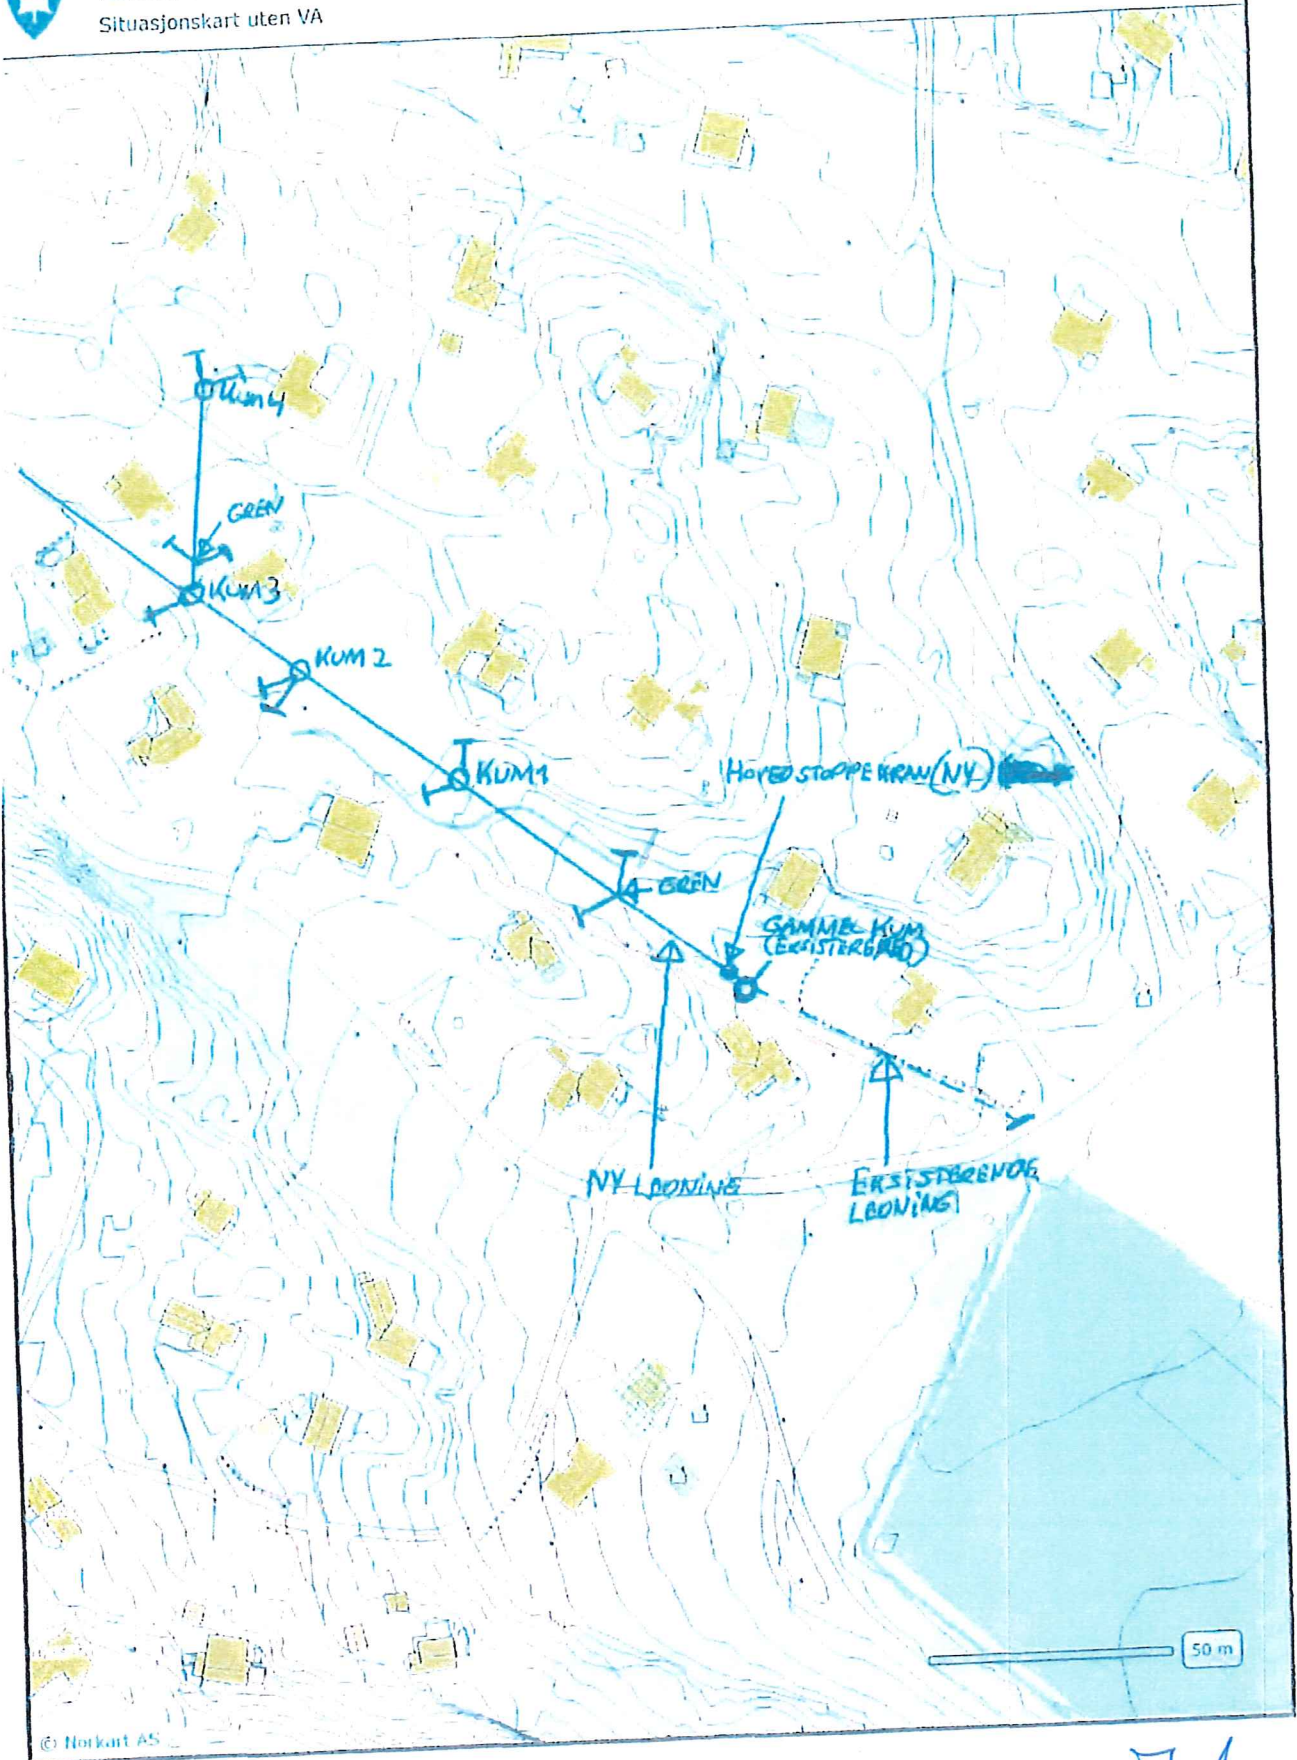 Situasjonskart uten VA
Kum4
GREN
KUM3
KUM 2
KUM1
HOVEDSTOPPEKRAN (NY)
GREN
GAMMEL KUM
(EKSISTEREND)
NY LEDNING
EKSISTERENDE
LEDNING
50 m
© Norkart AS